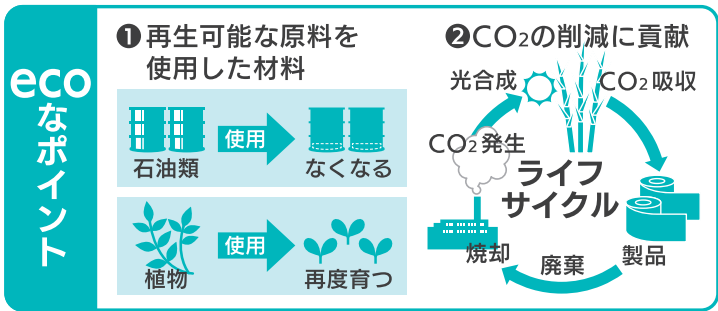 ecoなポイント
❶再生可能な原料を
使用した材料
石油類
使用
なくなる
植物
使用
再度育つ
❷CO2の削減に貢献
光合成
CO2吸収
CO2発生
ライフ
サイクル
焼却
廃棄
製品